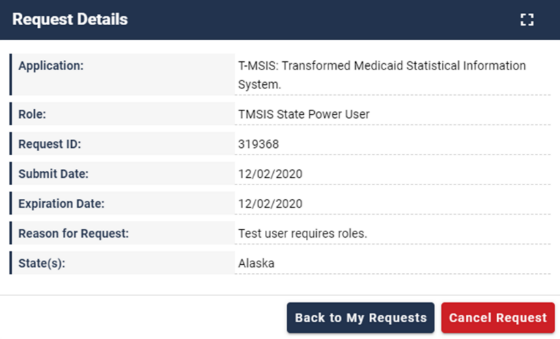 Request Details
Application: T-MSIS: Transformed Medicaid Statistical Information
System.
Role: TMSIS State Power User
Request ID: 319368
Submit Date: 12/02/2020
Expiration Date: 12/02/2020
Reason for Request: Test user requires roles.
State(s): Alaska
Back to My Requests Cancel Request